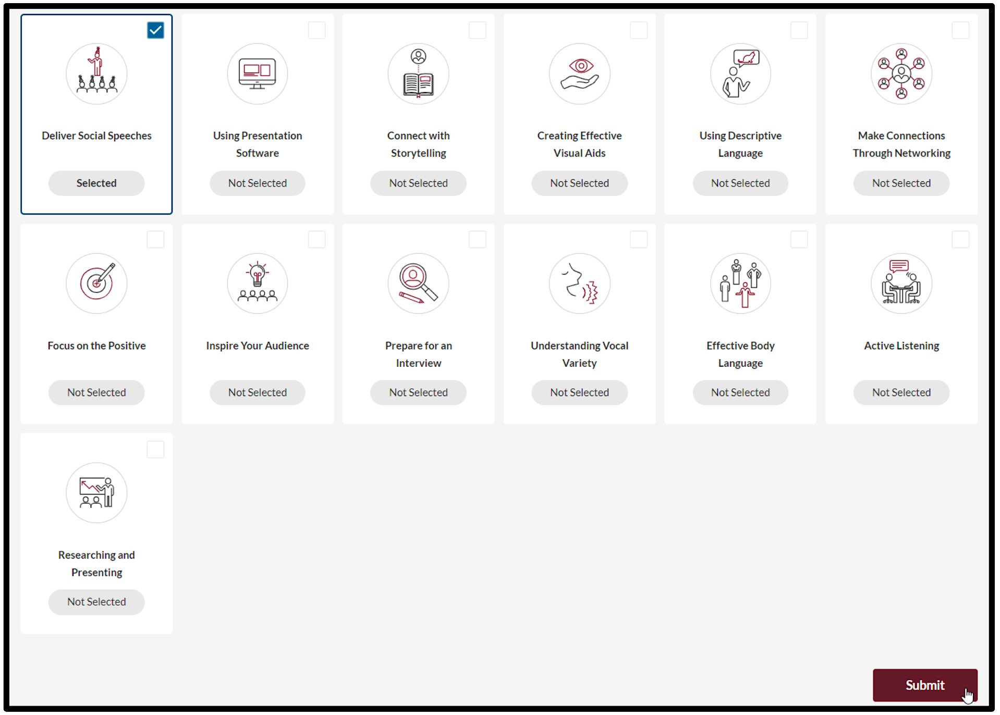 Deliver Social Speeches
Selected
Using Presentation
Software
Not Selected
Connect with
Storytelling
Not Selected
Creating Effective
Visual Aids
Not Selected
Using Descriptive
Language
Not Selected
Make Connections
Through Networking
Not Selected
Focus on the Positive
Not Selected
Inspire Your Audience
Not Selected
Prepare for an
Interview
Not Selected
Understanding Vocal
Variety
Not Selected
Effective Body
Language
Not Selected
Active Listening
Not Selected
Researching and
Presenting
Not Selected
Submit